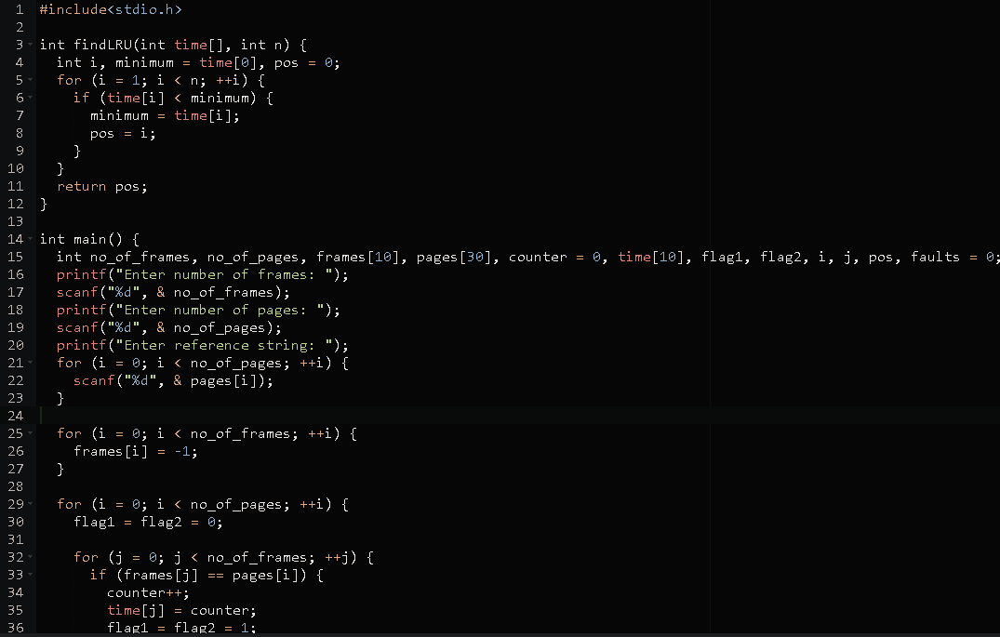 1 #include<stdio.h>
2
3 int findLRU(int time[], int n) {
4   int i, minimum = time[0], pos = 0;
5   for (i = 1; i < n; ++i) {
6     if (time[i] < minimum) {
7       minimum = time[i];
8       pos = i;
9     }
10   }
11   return pos;
12 }
13
14 int main() {
15   int no_of_frames, no_of_pages, frames[10], pages[30], counter = 0, time[10], flag1, flag2, i, j, pos, faults = 0;
16   printf("Enter number of frames: ");
17   scanf("%d", & no_of_frames);
18   printf("Enter number of pages: ");
19   scanf("%d", & no_of_pages);
20   printf("Enter reference string: ");
21   for (i = 0; i < no_of_pages; ++i) {
22     scanf("%d", & pages[i]);
23   }
24
25   for (i = 0; i < no_of_frames; ++i) {
26     frames[i] = -1;
27   }
28
29   for (i = 0; i < no_of_pages; ++i) {
30     flag1 = flag2 = 0;
31
32     for (j = 0; j < no_of_frames; ++j) {
33       if (frames[j] == pages[i]) {
34         counter++;
35         time[j] = counter;
36         flag1 = flag2 = 1;